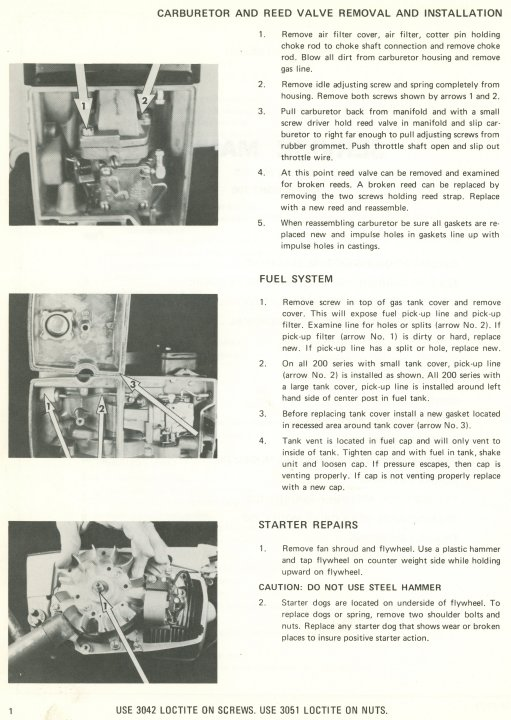 CARBURETOR AND REED VALVE REMOVAL AND INSTALLATION
1. Remove air filter cover, air filter, cotter pin holding
choke rod to choke shaft connection and remove choke
rod. Blow all dirt from carburetor housing and remove
gas line.
2. Remove idle adjusting screw and spring completely from
housing. Remove both screws shown by arrows 1 and 2.
3. Pull carburetor back from manifold and with a small
screw driver hold reed valve in manifold and slip car-
buretor to right far enough to pull adjusting screws from
rubber grommet. Push throttle shaft open and slip out
throttle wire.
4. At this point reed valve can be removed and examined
for broken reeds. A broken reed can be replaced by
removing the two screws holding reed strap. Replace
with a new reed and reassemble.
5. When reassembling carburetor be sure all gaskets are re-
placed new and impulse holes in gaskets line up with
impulse holes in castings.
1
2
FUEL SYSTEM
1. Remove screw in top of gas tank cover and remove
cover. This will expose fuel pick-up line and pick-up
filter. Examine line for holes or splits (arrow No. 2). If
pick-up filter (arrow No. 1) is dirty or hard, replace
new. If pick-up line has a split or hole, replace new.
2. On all 200 series with small tank cover, pick-up line
(arrow No. 2) is installed as shown. All 200 series with
a large tank cover, pick-up line is installed around left
hand side of center post in fuel tank.
3. Before replacing tank cover install a new gasket located
in recessed area around tank cover (arrow No. 3).
4. Tank vent is located in fuel cap and will only vent to
inside of tank. Tighten cap and with fuel in tank, shake
unit and loosen cap. If pressure escapes, then cap is
venting properly. If cap is not venting properly replace
with a new cap.
1
2
3
STARTER REPAIRS
1. Remove fan shroud and flywheel. Use a plastic hammer
and tap flywheel on counter weight side while holding
upward on flywheel.
CAUTION: DO NOT USE STEEL HAMMER
2. Starter dogs are located on underside of flywheel. To
replace dogs or spring, remove two shoulder bolts and
nuts. Replace any starter dog that shows wear or broken
places to insure positive starter action.
1
1
USE 3042 LOCTITE ON SCREWS. USE 3051 LOCTITE ON NUTS.